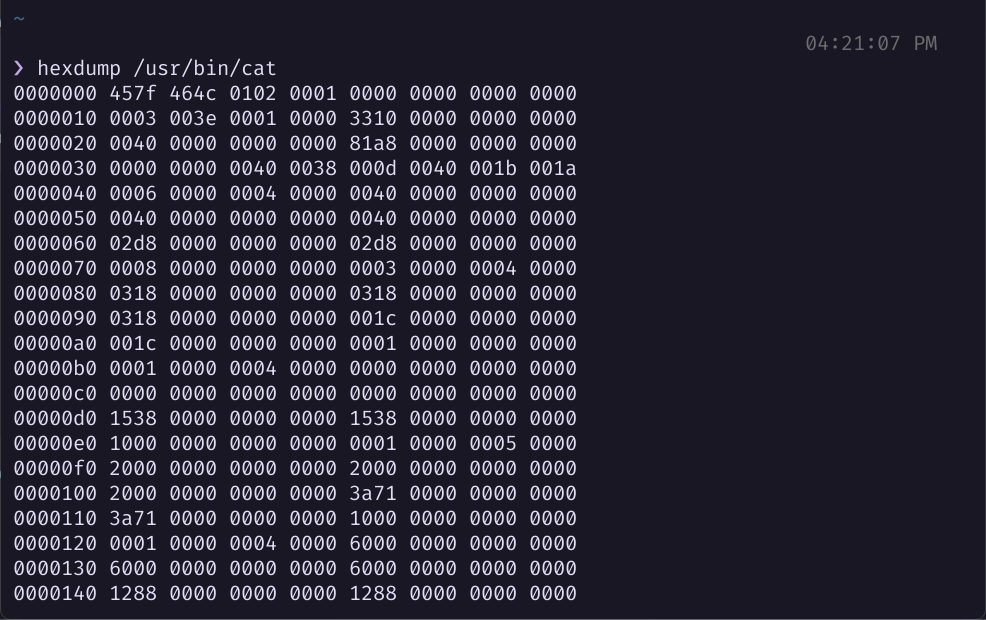 ~
04:21:07 PM
❯ hexdump /usr/bin/cat
0000000 457f 464c 0102 0001 0000 0000 0000 0000
0000010 0003 003e 0001 0000 3310 0000 0000 0000
0000020 0040 0000 0000 0000 81a8 0000 0000 0000
0000030 0000 0000 0040 0038 000d 0040 001b 001a
0000040 0006 0000 0004 0000 0040 0000 0000 0000
0000050 0040 0000 0000 0000 0040 0000 0000 0000
0000060 02d8 0000 0000 0000 02d8 0000 0000 0000
0000070 0008 0000 0000 0000 0003 0000 0004 0000
0000080 0318 0000 0000 0000 0318 0000 0000 0000
0000090 0318 0000 0000 0000 001c 0000 0000 0000
00000a0 001c 0000 0000 0000 0001 0000 0000 0000
00000b0 0001 0000 0004 0000 0000 0000 0000 0000
00000c0 0000 0000 0000 0000 0000 0000 0000 0000
00000d0 1538 0000 0000 0000 1538 0000 0000 0000
00000e0 1000 0000 0000 0000 0001 0000 0005 0000
00000f0 2000 0000 0000 0000 2000 0000 0000 0000
0000100 2000 0000 0000 0000 3a71 0000 0000 0000
0000110 3a71 0000 0000 0000 1000 0000 0000 0000
0000120 0001 0000 0004 0000 6000 0000 0000 0000
0000130 6000 0000 0000 0000 6000 0000 0000 0000
0000140 1288 0000 0000 0000 1288 0000 0000 0000